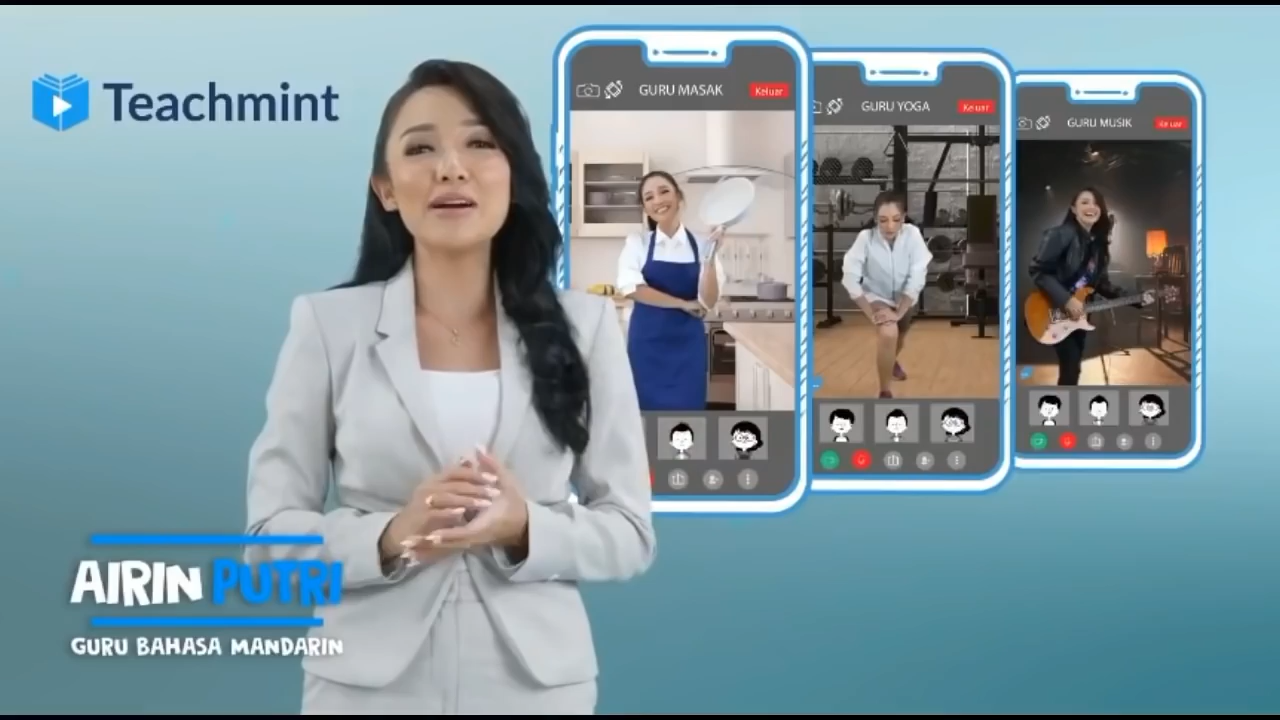 Teachmint
GURU MASAK
Keluar
GURU YOGA
Keluar
GURU MUSIK
Keluar
AIRIN PUTRI
GURU BAHASA MANDARIN